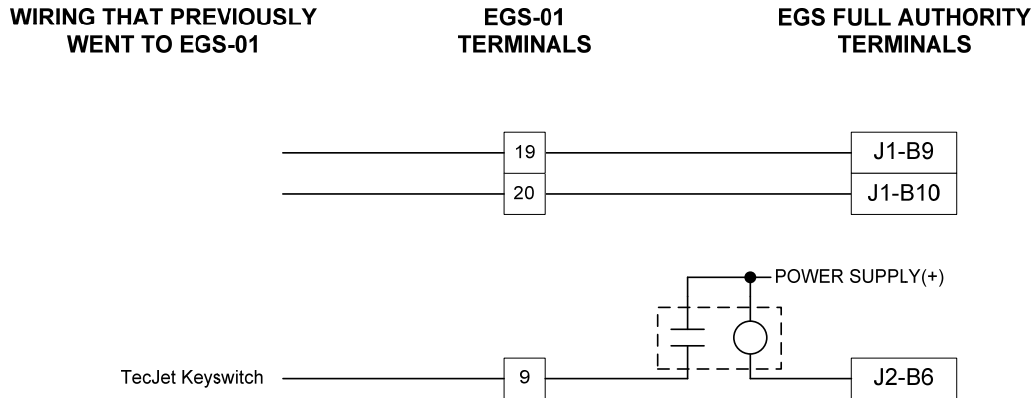 WIRING THAT PREVIOUSLY
WENT TO EGS-01
EGS-01
TERMINALS
EGS FULL AUTHORITY
TERMINALS
19
J1-B9
20
J1-B10
POWER SUPPLY(+)
TecJet Keyswitch
9
J2-B6